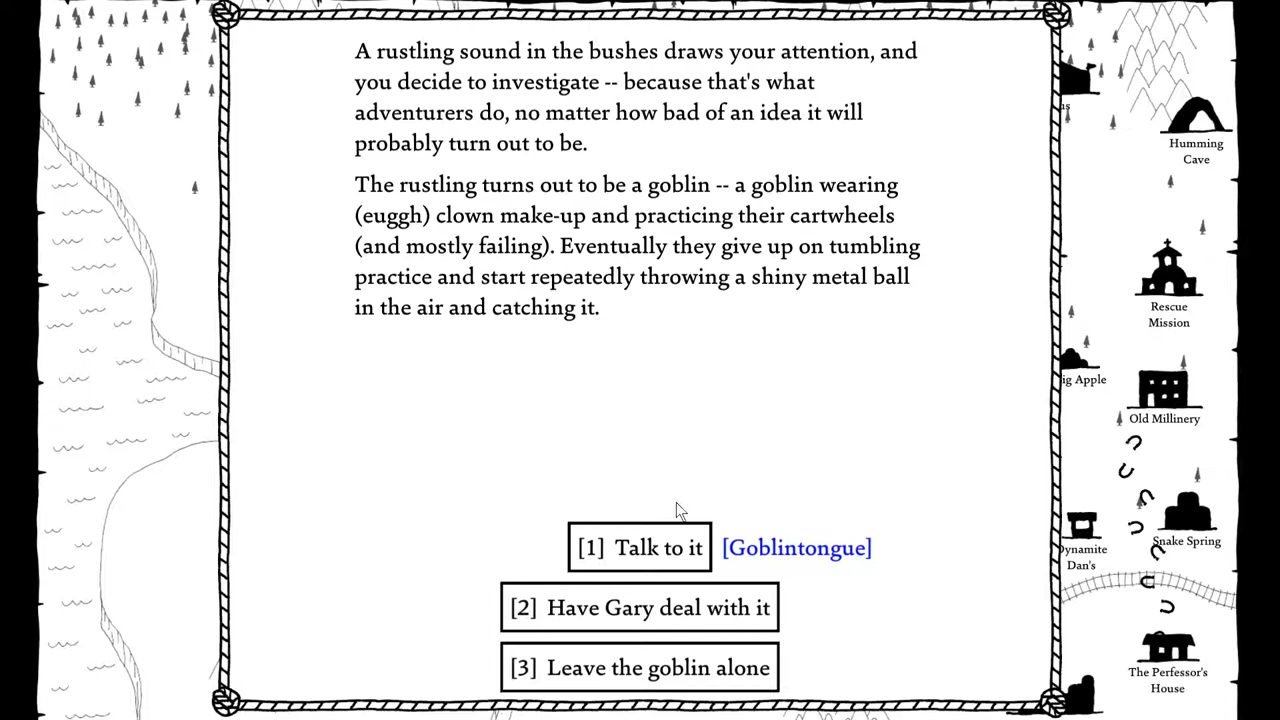 A rustling sound in the bushes draws your attention, and
you decide to investigate -- because that's what
adventurers do, no matter how bad of an idea it will
probably turn out to be.
The rustling turns out to be a goblin -- a goblin wearing
(euggh) clown make-up and practicing their cartwheels
(and mostly failing). Eventually they give up on tumbling
practice and start repeatedly throwing a shiny metal ball
in the air and catching it.
[1] Talk to it [Goblintongue]
[2] Have Gary deal with it
[3] Leave the goblin alone
Humming
Cave
Rescue
Mission
ig Apple
Old Millinery
Snake Spring
Dynamite
Dan's
The Perfessor's
House